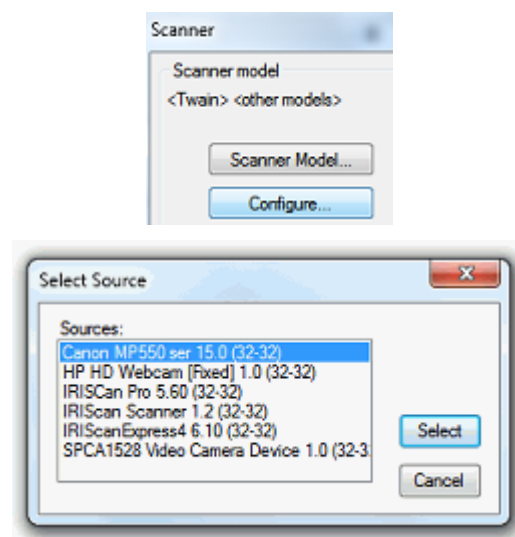 Scanner
Scanner model
<Twain> <other models>
Scanner Model...
Configure...
Select Source
Sources:
Canon MP550 ser 15.0 (32-32)
HP HD Webcam [Fixed] 1.0 (32-32)
IRISCan Pro 5.60 (32-32)
IRIScan Scanner 1.2 (32-32)
IRIScanExpress4 6.10 (32-32)
SPCA1528 Video Camera Device 1.0 (32-3
Select
Cancel